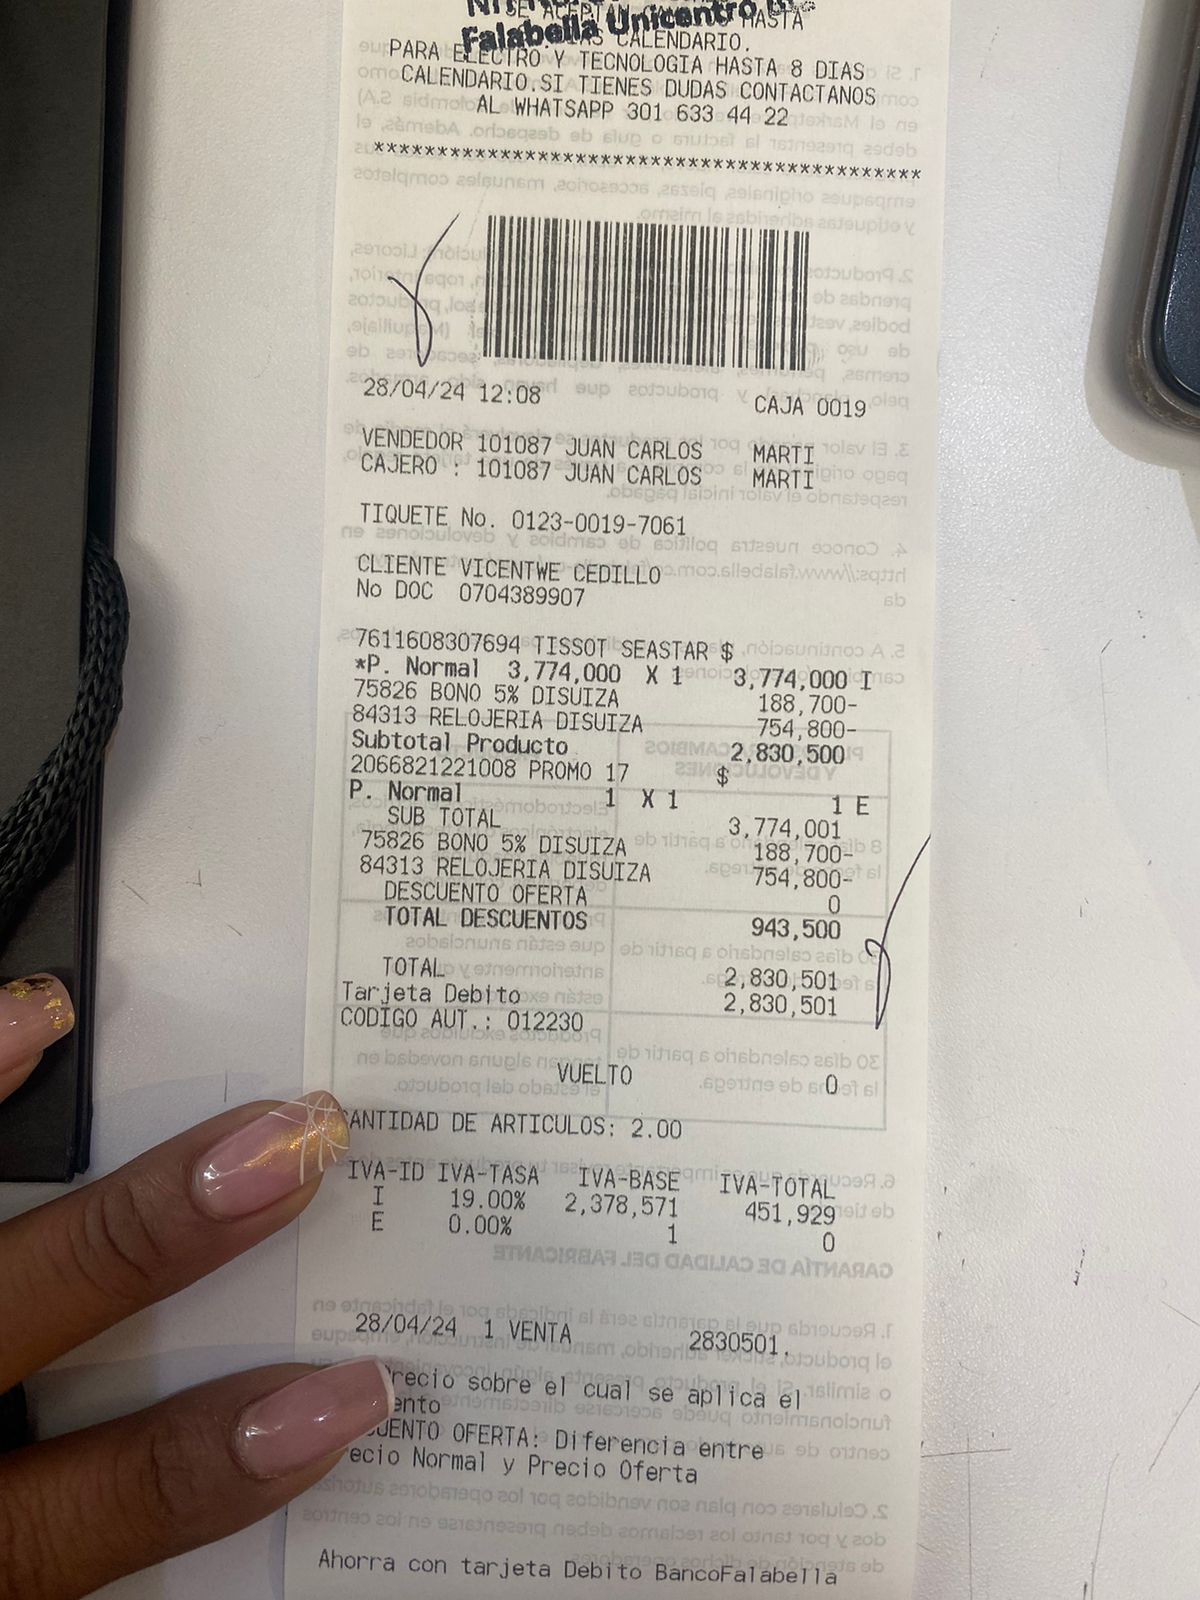 Falabella Unicentro
SE ACEPTAN HASTA
CALENDARIO.
PARA ELECTRO Y TECNOLOGIA HASTA 8 DIAS
CALENDARIO.SI TIENES DUDAS CONTACTANOS
AL WHATSAPP 301 633 44 22
*******************************************
28/04/24 12:08 CAJA 0019
VENDEDOR 101087 JUAN CARLOS MARTI
CAJERO : 101087 JUAN CARLOS MARTI
TIQUETE No. 0123-0019-7061
CLIENTE VICENTWE CEDILLO
No DOC 0704389907
7611608307694 TISSOT SEASTAR $
*P. Normal 3,774,000 X 1 3,774,000 I
75826 BONO 5% DISUIZA 188,700-
84313 RELOJERIA DISUIZA 754,800-
Subtotal Producto 2,830,500
2066821221008 PROMO 17 $
P. Normal 1 X 1 1 E
SUB TOTAL 3,774,001
75826 BONO 5% DISUIZA 188,700-
84313 RELOJERIA DISUIZA 754,800-
DESCUENTO OFERTA 0
TOTAL DESCUENTOS 943,500
TOTAL 2,830,501
Tarjeta Debito 2,830,501
CODIGO AUT.: 012230
VUELTO 0
CANTIDAD DE ARTICULOS: 2.00
IVA-ID IVA-TASA IVA-BASE IVA-TOTAL
I 19.00% 2,378,571 451,929
E 0.00% 1 0
28/04/24 1 VENTA 2830501.
recio sobre el cual se aplica el
ento
UENTO OFERTA: Diferencia entre
ecio Normal y Precio Oferta
Ahorra con tarjeta Debito BancoFalabella